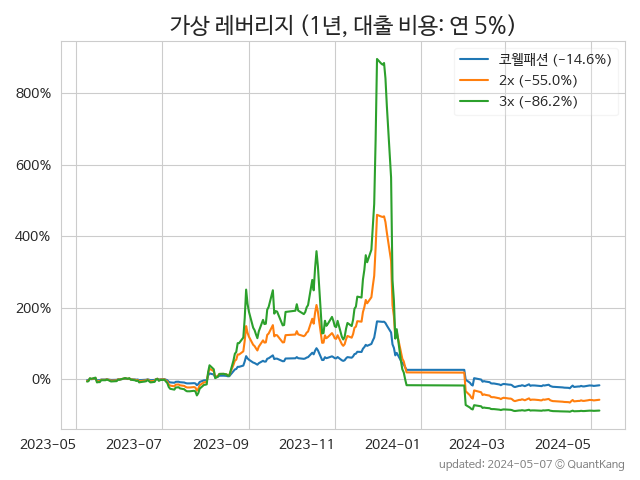 가상 레버리지 (1년, 대출 비용: 연 5%)
코웰패션 (-14.6%)
2x (-55.0%)
3x (-86.2%)
800%
600%
400%
200%
0%
2023-05 2023-07 2023-09 2023-11 2024-01 2024-03 2024-05
updated: 2024-05-07 © QuantKang